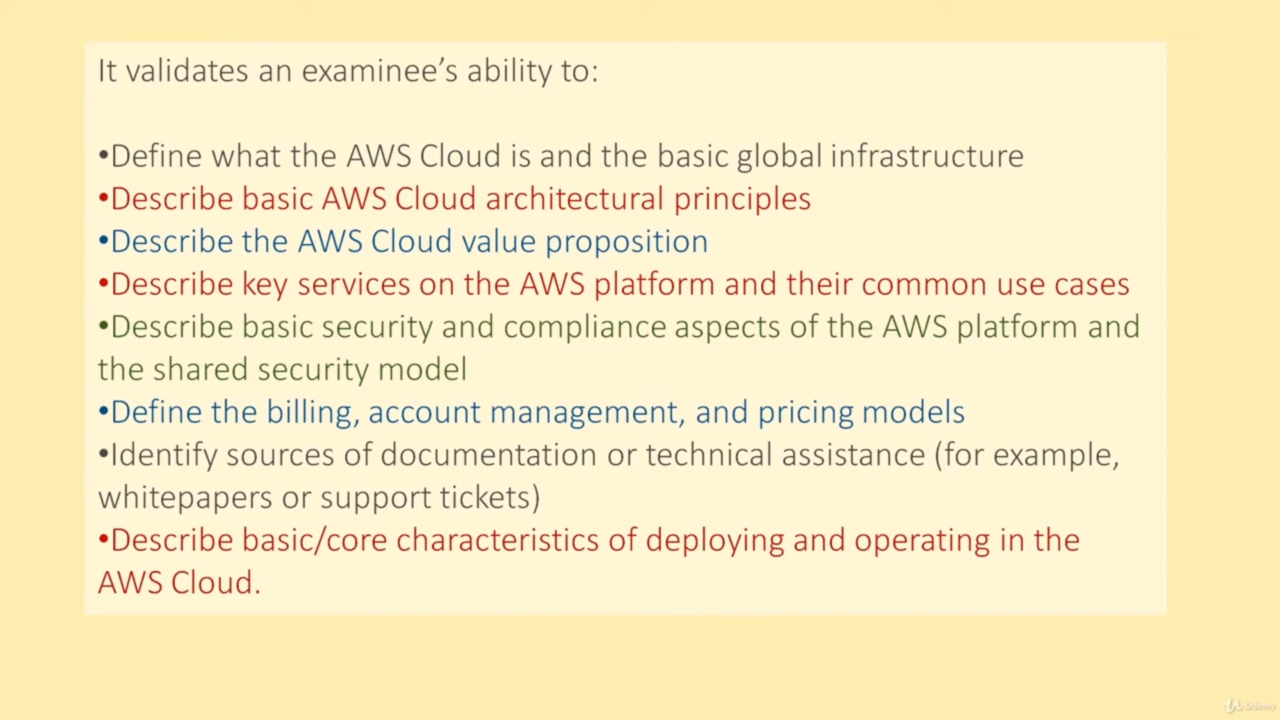 It validates an examinee’s ability to:
•Define what the AWS Cloud is and the basic global infrastructure
•Describe basic AWS Cloud architectural principles
•Describe the AWS Cloud value proposition
•Describe key services on the AWS platform and their common use cases
•Describe basic security and compliance aspects of the AWS platform and
the shared security model
•Define the billing, account management, and pricing models
•Identify sources of documentation or technical assistance (for example,
whitepapers or support tickets)
•Describe basic/core characteristics of deploying and operating in the
AWS Cloud.
Udemy